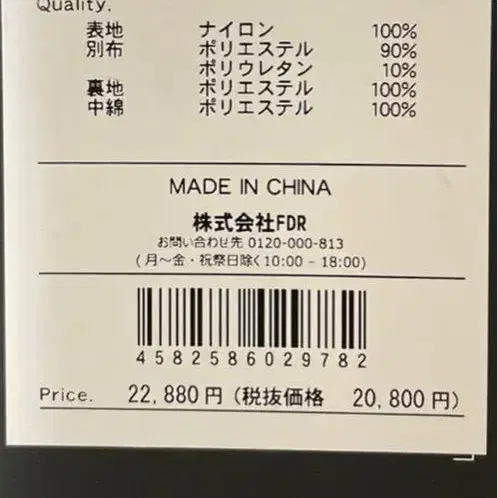 Quality.
表地 ナイロン 100%
別布 ポリエステル 90%
ポリウレタン 10%
裏地 ポリエステル 100%
中綿 ポリエステル 100%
MADE IN CHINA
株式会社FDR
お問い合わせ先 0120-000-813
(月～金・祝祭日除く10:00 - 18:00)
4582586029782
Price. 22,880円（税抜価格 20,800円）